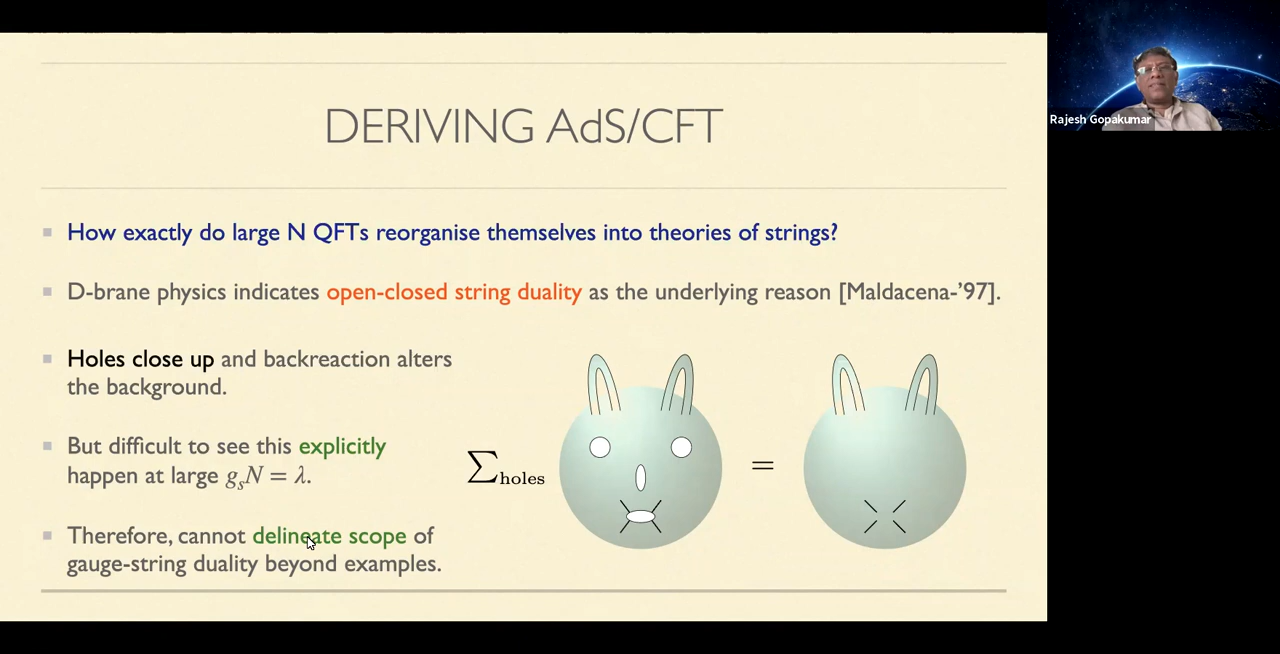 DERIVING AdS/CFT
Rajesh Gopakumar
▪ How exactly do large N QFTs reorganise themselves into theories of strings?
▪ D-brane physics indicates open-closed string duality as the underlying reason [Maldacena-'97].
▪ Holes close up and backreaction alters
the background.
▪ But difficult to see this explicitly
happen at large gₛN = λ.
∑holes
=
▪ Therefore, cannot delineate scope of
gauge-string duality beyond examples.